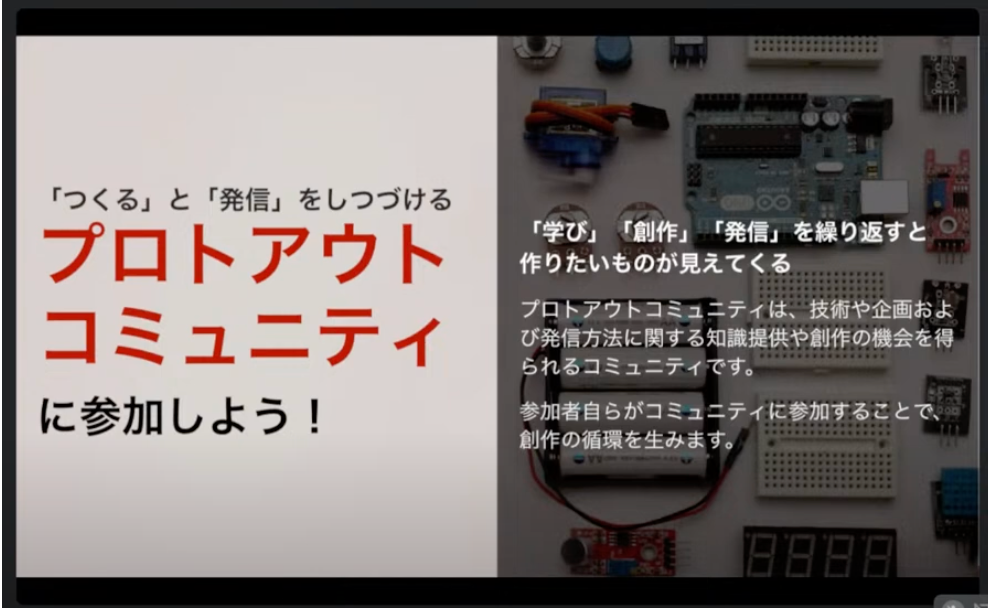 「つくる」と「発信」をしつづける
プロトアウト
コミュニティ
に参加しよう！
「学び」「創作」「発信」を繰り返すと
作りたいものが見えてくる
プロトアウトコミュニティは、技術や企画およ
び発信方法に関する知識提供や創作の機会を得
られるコミュニティです。
参加者自らがコミュニティに参加することで、
創作の循環を生みます。